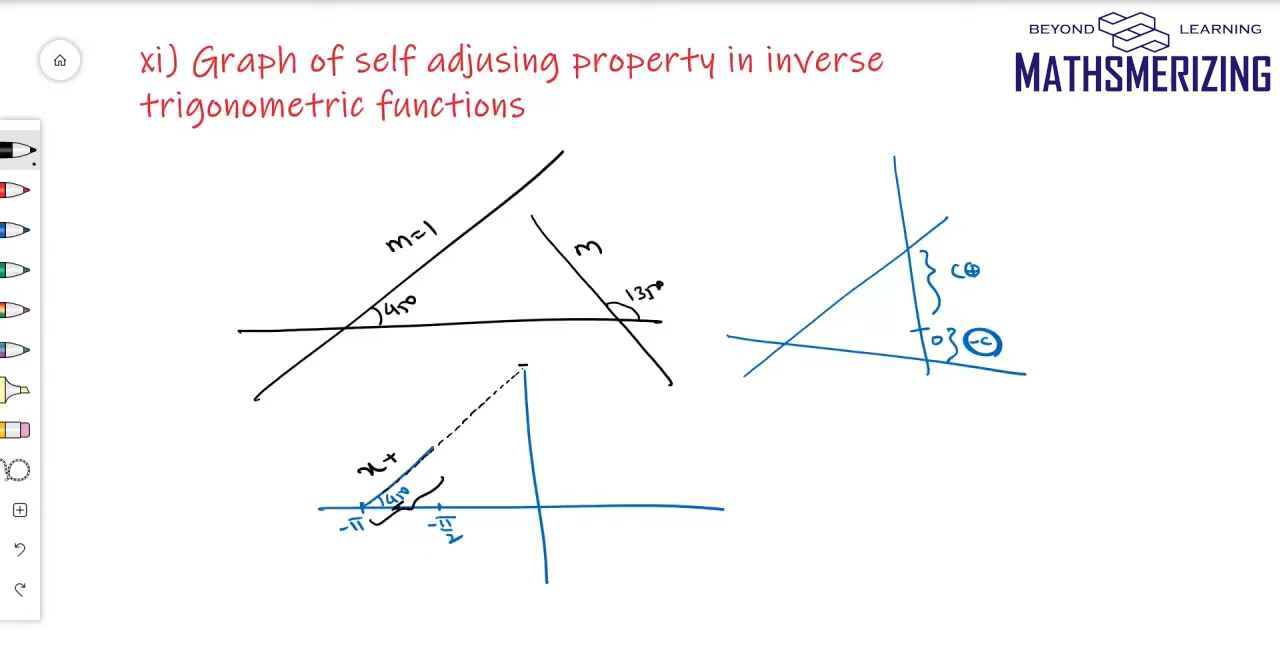 BEYOND LEARNING
MATHSMERIZING
xi) Graph of self adjusing property in inverse
trigonometric functions
m=1
45°
m
135°
c⊕
0
-c
x+
45°
-π
-π/2